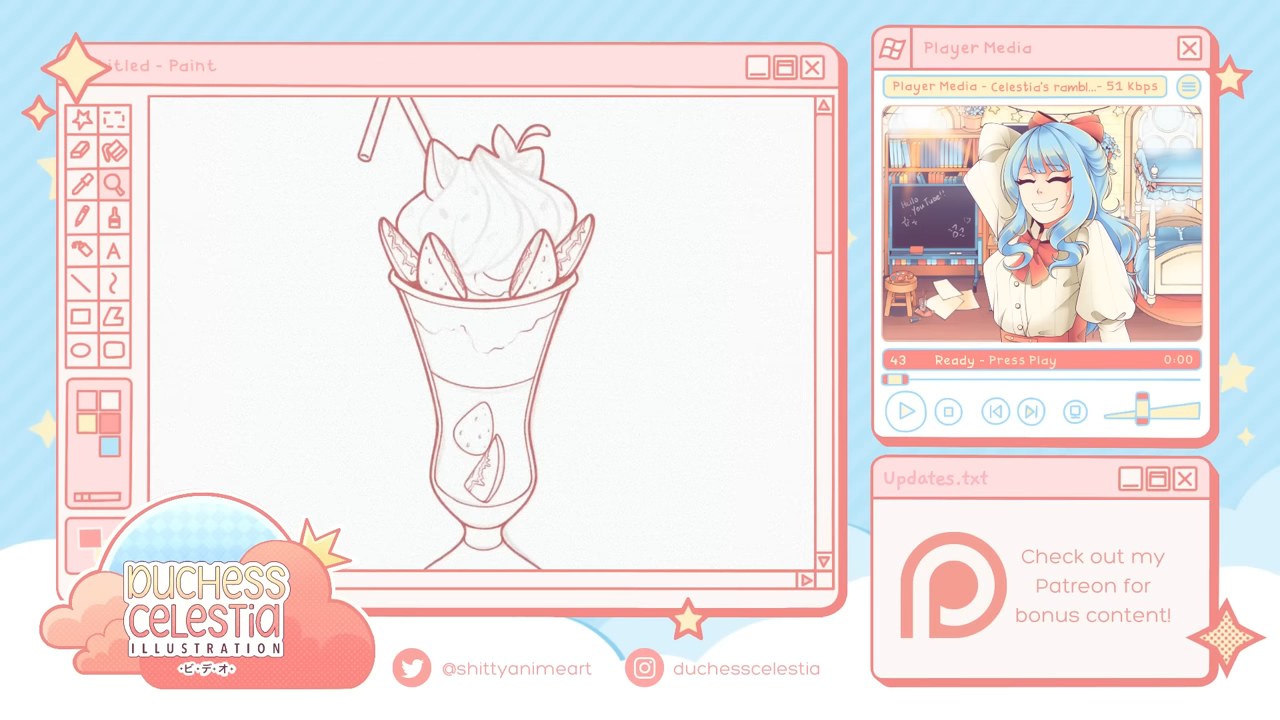 itled - Paint
A
Player Media
Player Media - Celestia's rambl...- 51 Kbps
Hello
YouTube!!
43 Ready - Press Play 0:00
Updates.txt
Check out my
Patreon for
bonus content!
DUCHESS
CELESTIA
ILLUSTRATION
·ビ·デ·オ·
@shittyanimeart duchesscelestia